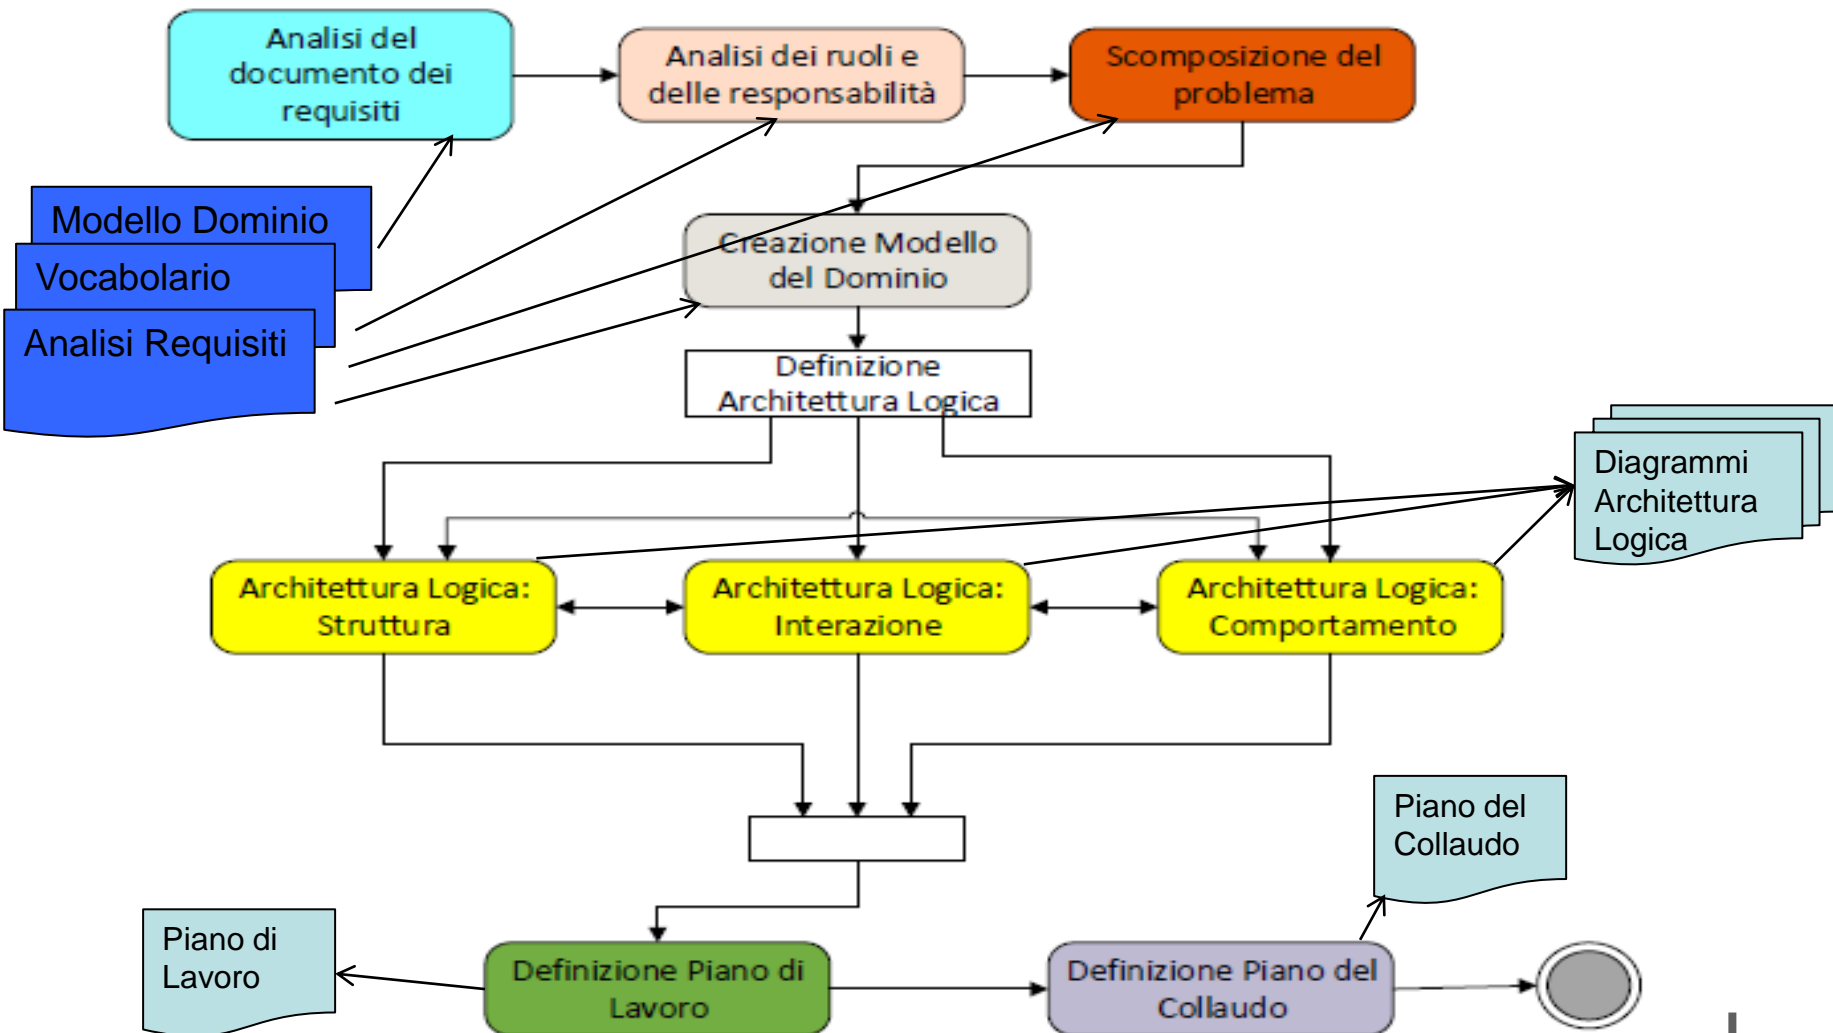 Analisi del
documento dei
requisiti
Analisi dei ruoli e
delle responsabilità
Scomposizione del
problema
Modello Dominio
Vocabolario
Analisi Requisiti
Creazione Modello
del Dominio
Definizione
Architettura Logica
Diagrammi
Architettura
Logica
Architettura Logica:
Struttura
Architettura Logica:
Interazione
Architettura Logica:
Comportamento
Piano del
Collaudo
Piano di
Lavoro
Definizione Piano di
Lavoro
Definizione Piano del
Collaudo